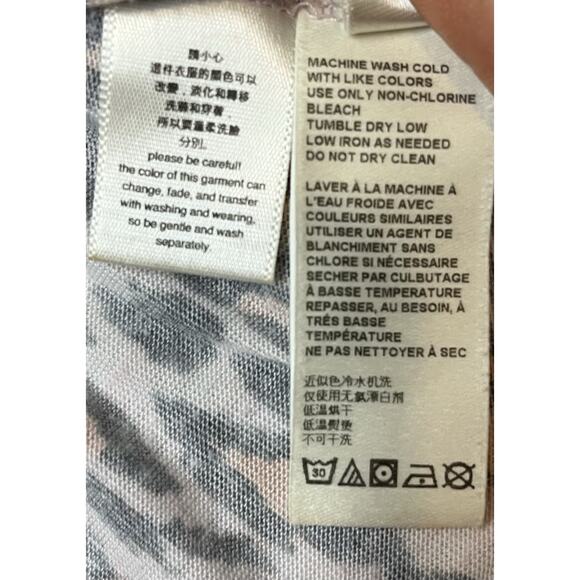 請小心
這件衣服的顏色可以
改變，淡化和轉移
洗滌和穿著
所以要溫柔洗臉
分別。
please be careful!
the color of this garment can
change, fade, and transfer
with washing and wearing,
so be gentle and wash
separately.
MACHINE WASH COLD
WITH LIKE COLORS
USE ONLY NON-CHLORINE
BLEACH
TUMBLE DRY LOW
LOW IRON AS NEEDED
DO NOT DRY CLEAN
LAVER À LA MACHINE À
L'EAU FROIDE AVEC
COULEURS SIMILAIRES
UTILISER UN AGENT DE
BLANCHIMENT SANS
CHLORE SI NÉCESSAIRE
SECHER PAR CULBUTAGE
À BASSE TEMPERATURE
REPASSER, AU BESOIN, À
TRÉS BASSE
TEMPÉRATURE
NE PAS NETTOYER À SEC
近似色冷水机洗
仅使用无氯漂白剂
低温烘干
低温熨烫
不可干洗
30